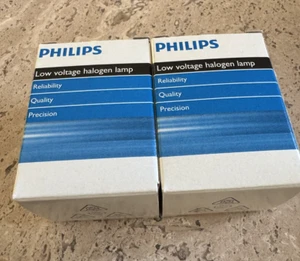 PHILIPS
Low voltage halogen lamp
Reliability
Quality
Precision
PHILIPS
Low voltage halogen lamp
Reliability
Quality
Precision